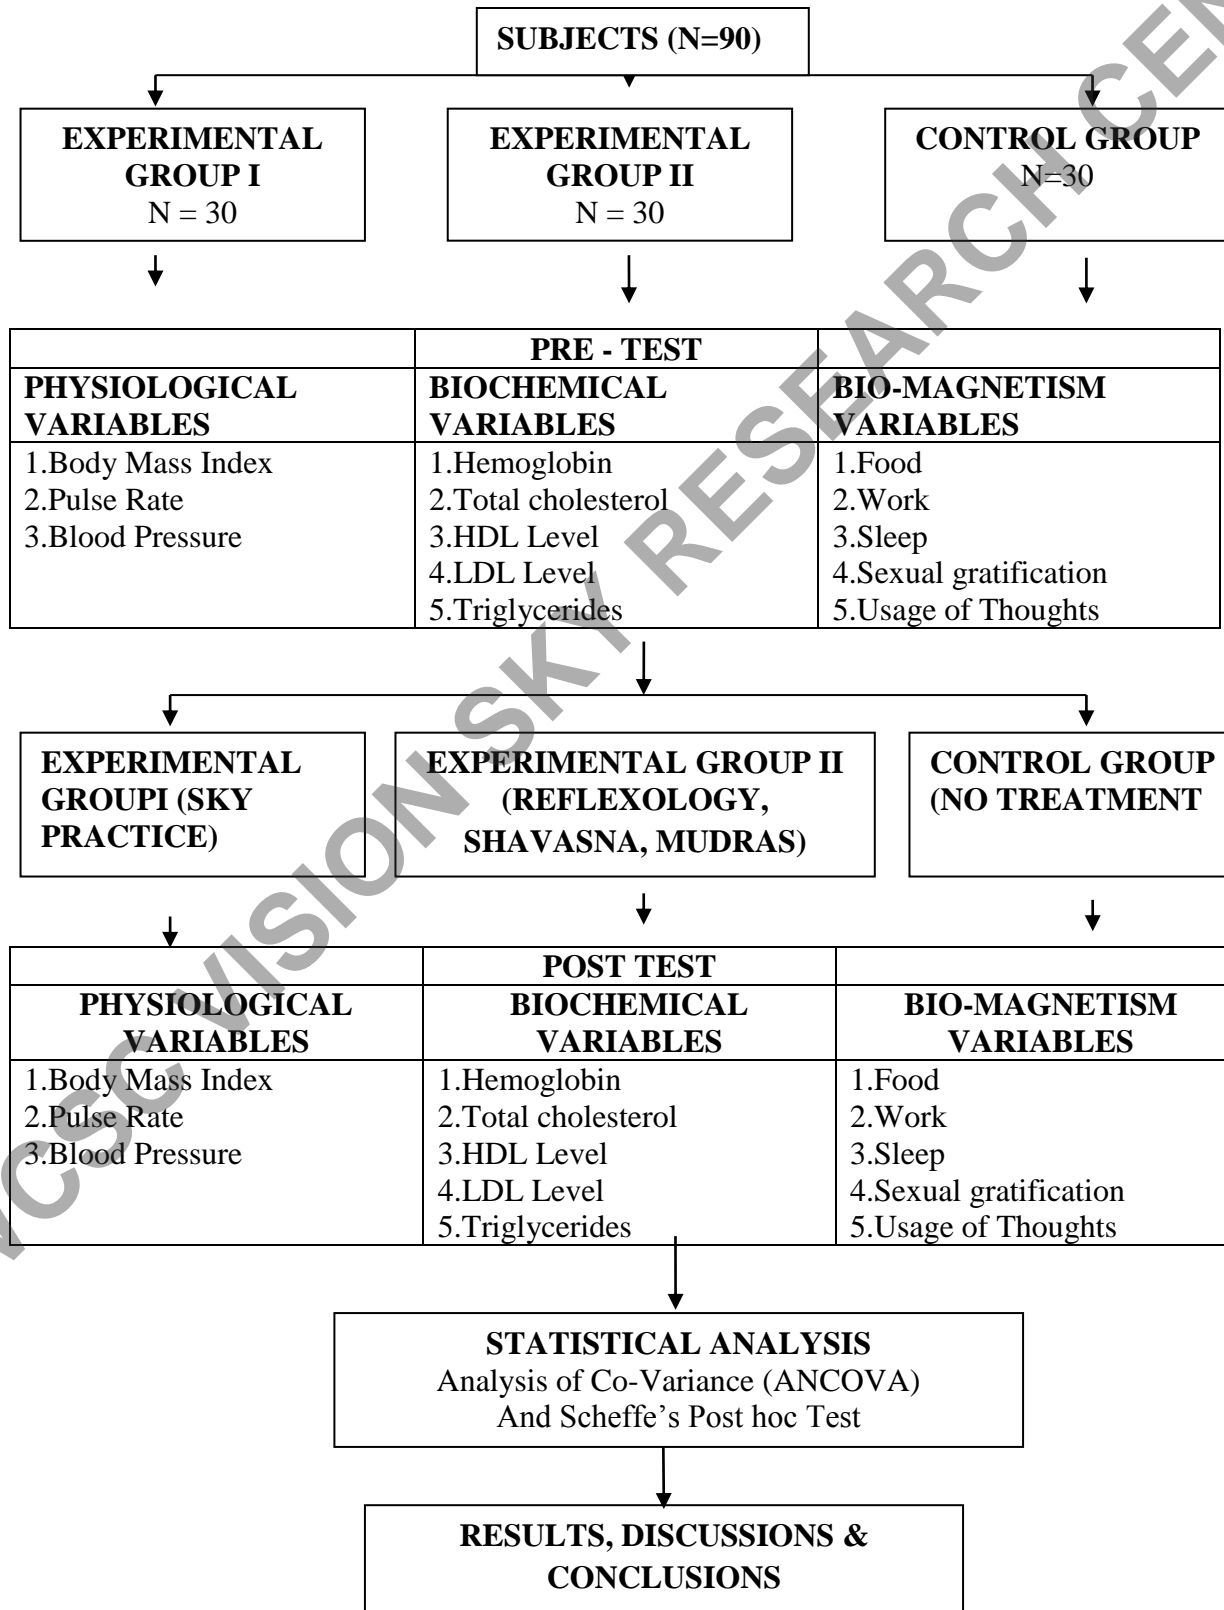 SUBJECTS (N=90)
EXPERIMENTAL
GROUP I
N = 30
EXPERIMENTAL
GROUP II
N = 30
CONTROL GROUP
N=30
PRE - TEST
PHYSIOLOGICAL
VARIABLES
BIOCHEMICAL
VARIABLES
BIO-MAGNETISM
VARIABLES
1.Body Mass Index
2.Pulse Rate
3.Blood Pressure
1.Hemoglobin
2.Total cholesterol
3.HDL Level
4.LDL Level
5.Triglycerides
1.Food
2.Work
3.Sleep
4.Sexual gratification
5.Usage of Thoughts
EXPERIMENTAL
GROUPI (SKY
PRACTICE)
EXPERIMENTAL GROUP II
(REFLEXOLOGY,
SHAVASNA, MUDRAS)
CONTROL GROUP
(NO TREATMENT
POST TEST
PHYSIOLOGICAL
VARIABLES
BIOCHEMICAL
VARIABLES
BIO-MAGNETISM
VARIABLES
1.Body Mass Index
2.Pulse Rate
3.Blood Pressure
1.Hemoglobin
2.Total cholesterol
3.HDL Level
4.LDL Level
5.Triglycerides
1.Food
2.Work
3.Sleep
4.Sexual gratification
5.Usage of Thoughts
STATISTICAL ANALYSIS
Analysis of Co-Variance (ANCOVA)
And Scheffe’s Post hoc Test
RESULTS, DISCUSSIONS &
CONCLUSIONS
VISION SKY RESEARCH